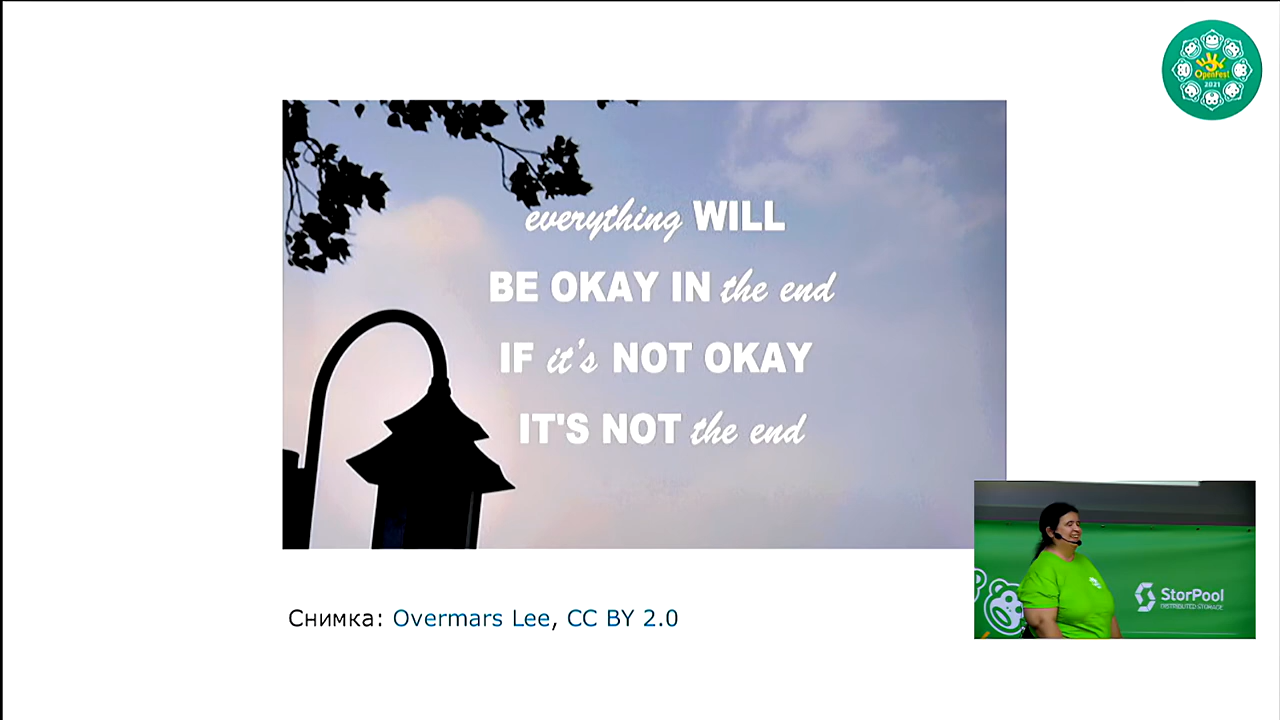 OpenFest
2021
everything WILL
BE OKAY IN the end
IF it's NOT OKAY
IT'S NOT the end
StorPool
DISTRIBUTED STORAGE
Снимка: Overmars Lee, CC BY 2.0